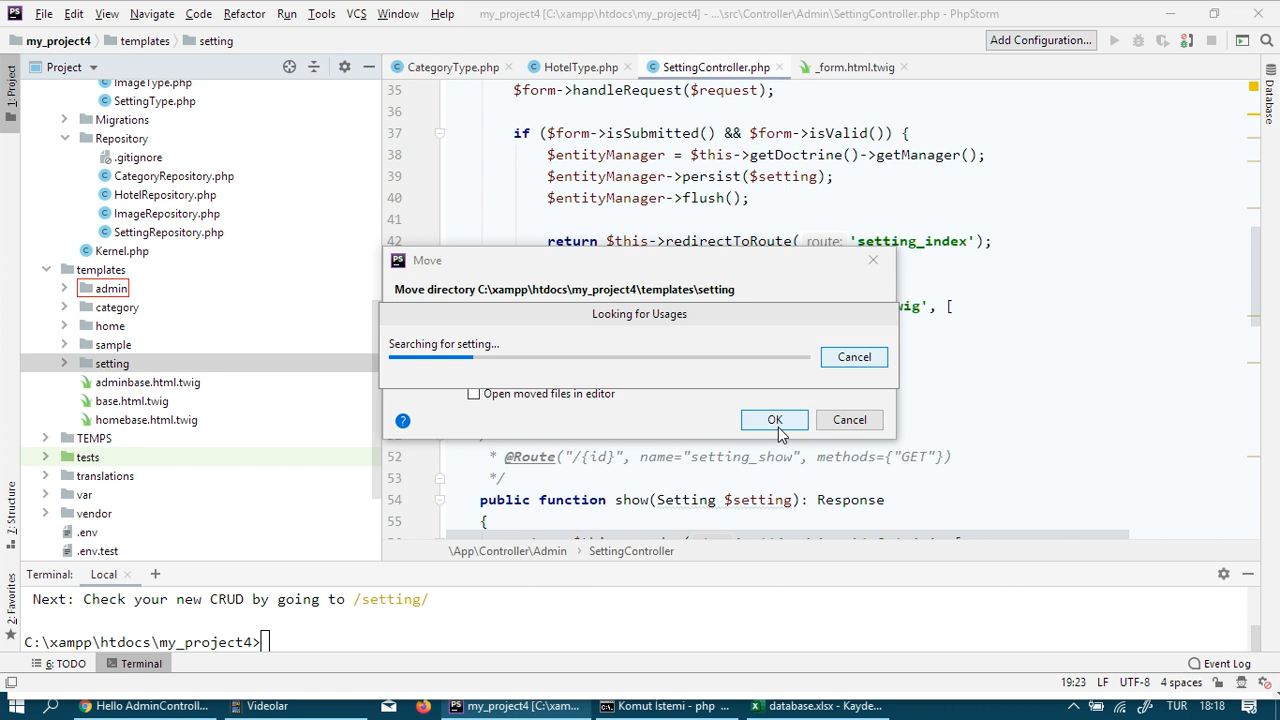 File Edit View Navigate Code Refactor Run Tools VCS Window Help my_project4 [C:\xampp\htdocs\my_project4] - ...\src\Controller\Admin\SettingController.php - PhpStorm
my_project4 templates setting Add Configuration...
Project CategoryType.php HotelType.php SettingController.php _form.html.twig
1: Project
Database
ImageType.php
SettingType.php
Migrations
Repository
.gitignore
CategoryRepository.php
HotelRepository.php
ImageRepository.php
SettingRepository.php
Kernel.php
templates
admin
category
home
sample
setting
adminbase.html.twig
base.html.twig
homebase.html.twig
TEMPS
tests
translations
var
vendor
.env
.env.test
7: Structure
2: Favorites
35 $form->handleRequest($request);
36
37 if ($form->isSubmitted() && $form->isValid()) {
38 $entityManager = $this->getDoctrine()->getManager();
39 $entityManager->persist($setting);
40 $entityManager->flush();
41
42 return $this->redirectToRoute( route: 'setting_index');
wig', [
Move
Move directory C:\xampp\htdocs\my_project4\templates\setting
Looking for Usages
Searching for setting...
Cancel
Open moved files in editor
? OK Cancel
52 * @Route("/{id}", name="setting_show", methods={"GET"})
53 */
54 public function show(Setting $setting): Response
55 {
\App\Controller\Admin › SettingController
Terminal: Local +
Next: Check your new CRUD by going to /setting/
C:\xampp\htdocs\my_project4>
6: TODO Terminal Event Log
19:23 LF UTF-8 4 spaces
Hello AdminControll... Videolar my_project4 [C:\xam... Komut İstemi - php ... database.xlsx - Kayde... TUR 18:18